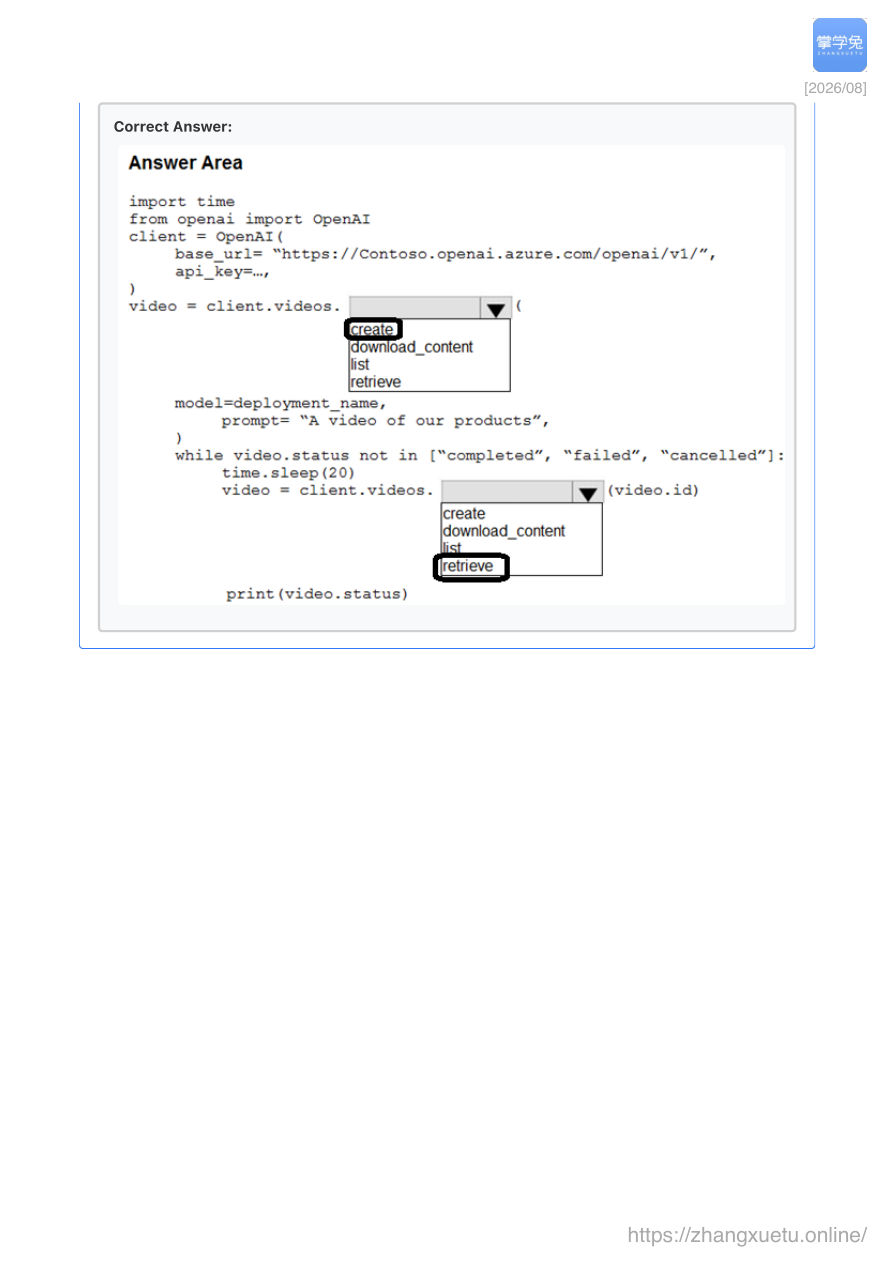 掌学兔
ZHANGXUETU
[2026/08]
Correct Answer:
Answer Area
import time
from openai import OpenAI
client = OpenAI(
base_url= “https://Contoso.openai.azure.com/openai/v1/”,
api_key=…,
)
video = client.videos. (
create
download_content
list
retrieve
model=deployment_name,
prompt= “A video of our products”,
)
while video.status not in [“completed”, “failed”, “cancelled”]:
time.sleep(20)
video = client.videos. (video.id)
create
download_content
list
retrieve
print(video.status)
https://zhangxuetu.online/